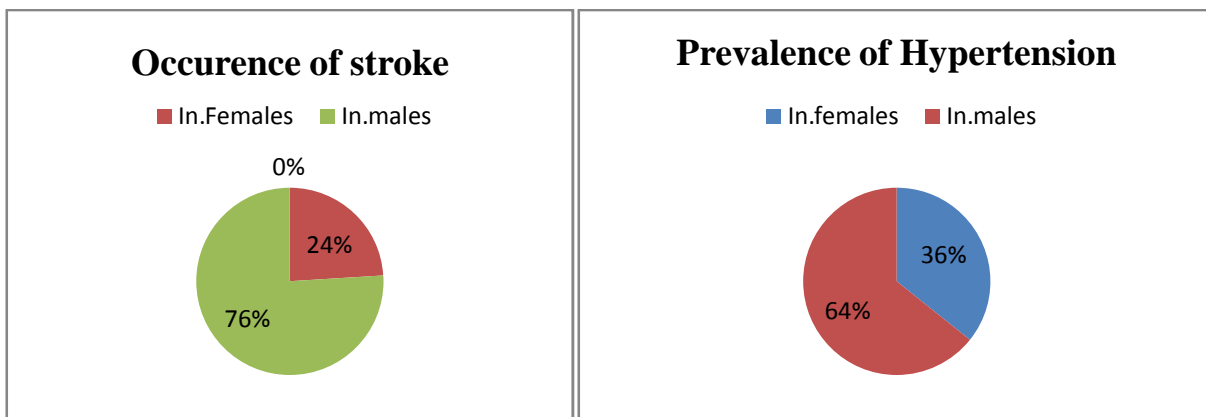 Occurence of stroke
In.Females In.males
0%
24%
76%
Prevalence of Hypertension
In.females In.males
36%
64%